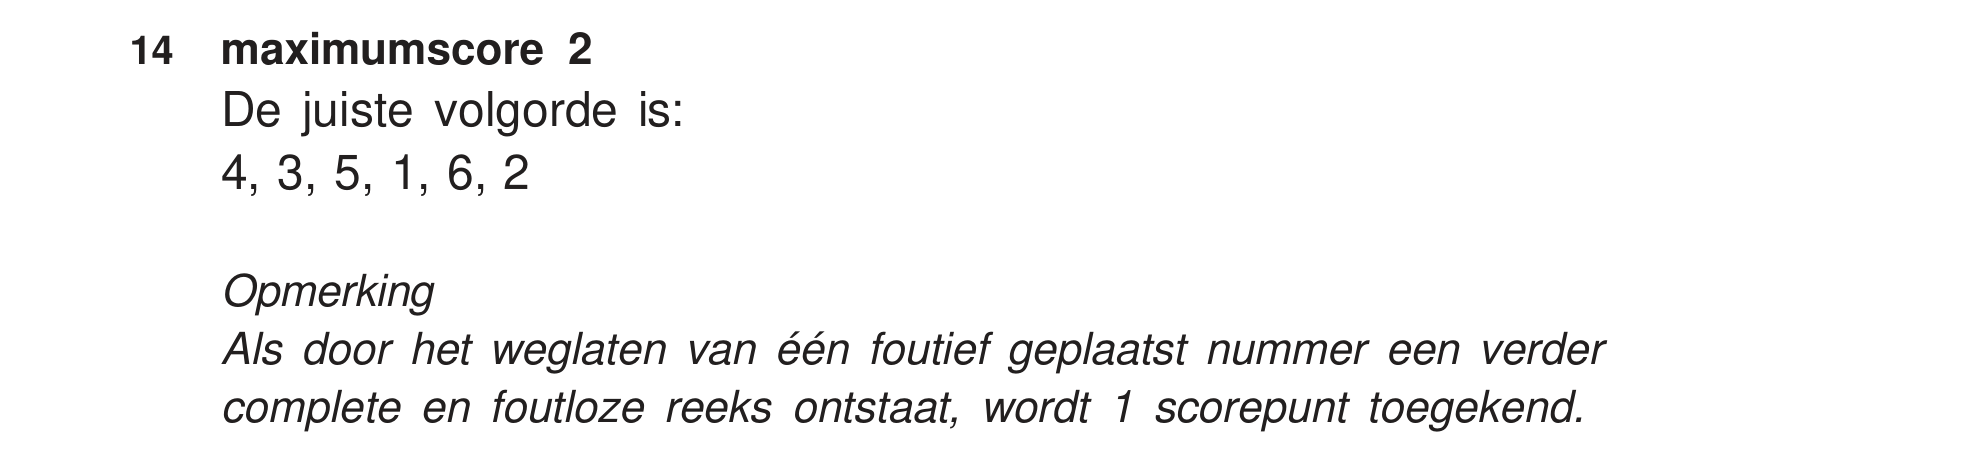 14 maximumscore 2
De juiste volgorde is:
4, 3, 5, 1, 6, 2
Opmerking
Als door het weglaten van één foutief geplaatst nummer een verder
complete en foutloze reeks ontstaat, wordt 1 scorepunt toegekend.